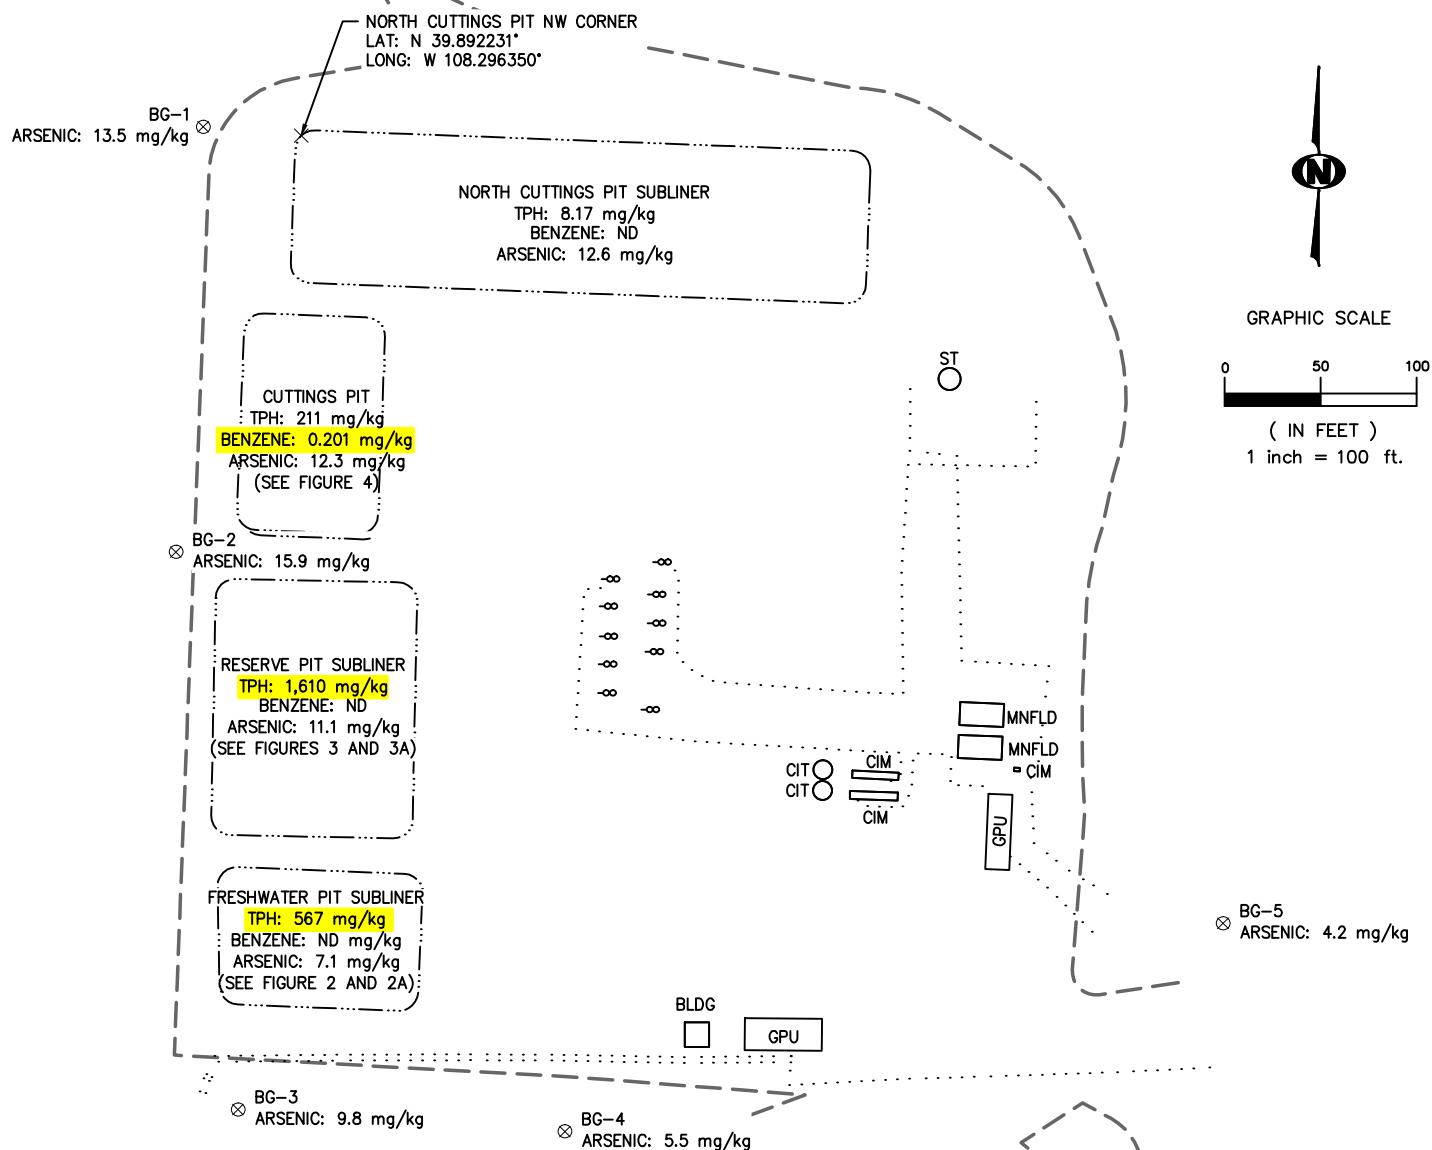 NORTH CUTTINGS PIT NW CORNER
LAT: N 39.892231°
LONG: W 108.296350°
BG-1
ARSENIC: 13.5 mg/kg
NORTH CUTTINGS PIT SUBLINER
TPH: 8.17 mg/kg
BENZENE: ND
ARSENIC: 12.6 mg/kg
N
GRAPHIC SCALE
0 50 100
( IN FEET )
1 inch = 100 ft.
ST
CUTTINGS PIT
TPH: 211 mg/kg
BENZENE: 0.201 mg/kg
ARSENIC: 12.3 mg/kg
(SEE FIGURE 4)
BG-2
ARSENIC: 15.9 mg/kg
RESERVE PIT SUBLINER
TPH: 1,610 mg/kg
BENZENE: ND
ARSENIC: 11.1 mg/kg
(SEE FIGURES 3 AND 3A)
MNFLD
MNFLD
CIM
CIT
CIT
CIM
CIM
GPU
FRESHWATER PIT SUBLINER
TPH: 567 mg/kg
BENZENE: ND mg/kg
ARSENIC: 7.1 mg/kg
(SEE FIGURE 2 AND 2A)
BG-5
ARSENIC: 4.2 mg/kg
BLDG
GPU
BG-3
ARSENIC: 9.8 mg/kg
BG-4
ARSENIC: 5.5 mg/kg